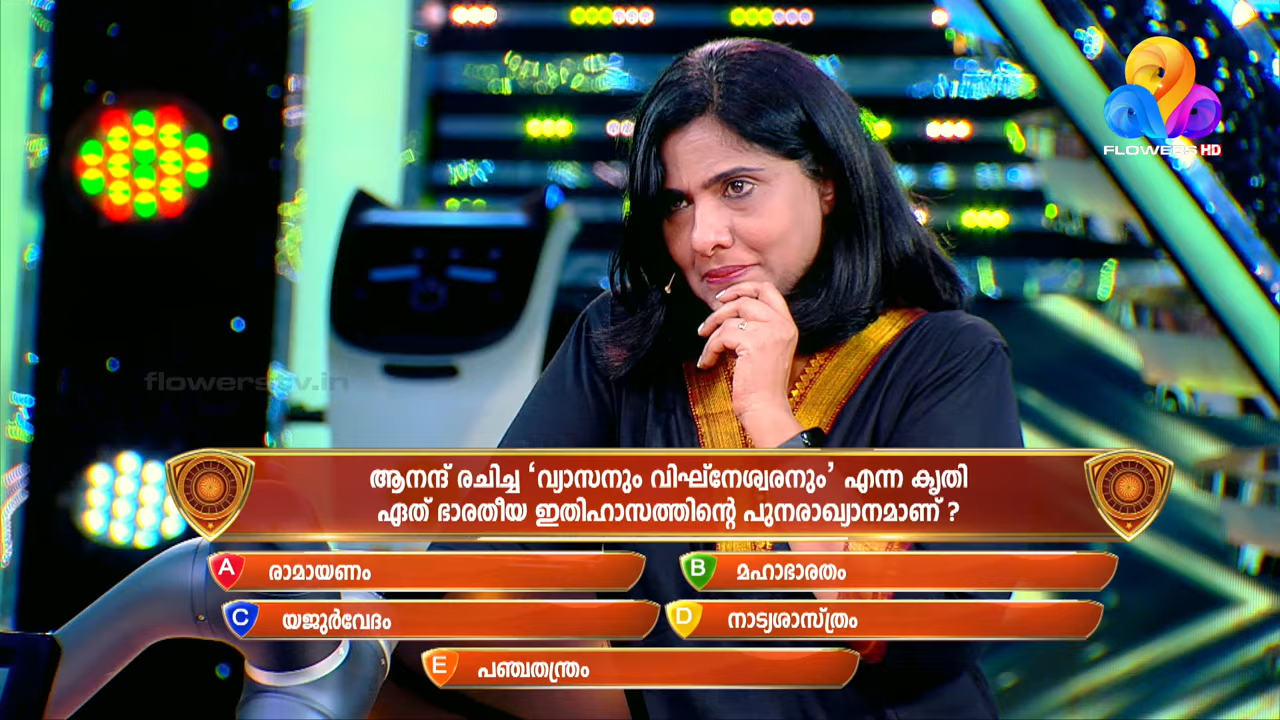 FLOWERS HD
flowerstv.in
ആനന്ദ് രചിച്ച ‘വ്യാസനും വിഘ്നേശ്വരനും’ എന്ന കൃതി
ഏത് ഭാരതീയ ഇതിഹാസത്തിന്റെ പുനരാഖ്യാനമാണ് ?
A രാമായണം
B മഹാഭാരതം
C യജുർവേദം
D നാട്യശാസ്ത്രം
E പഞ്ചതന്ത്രം